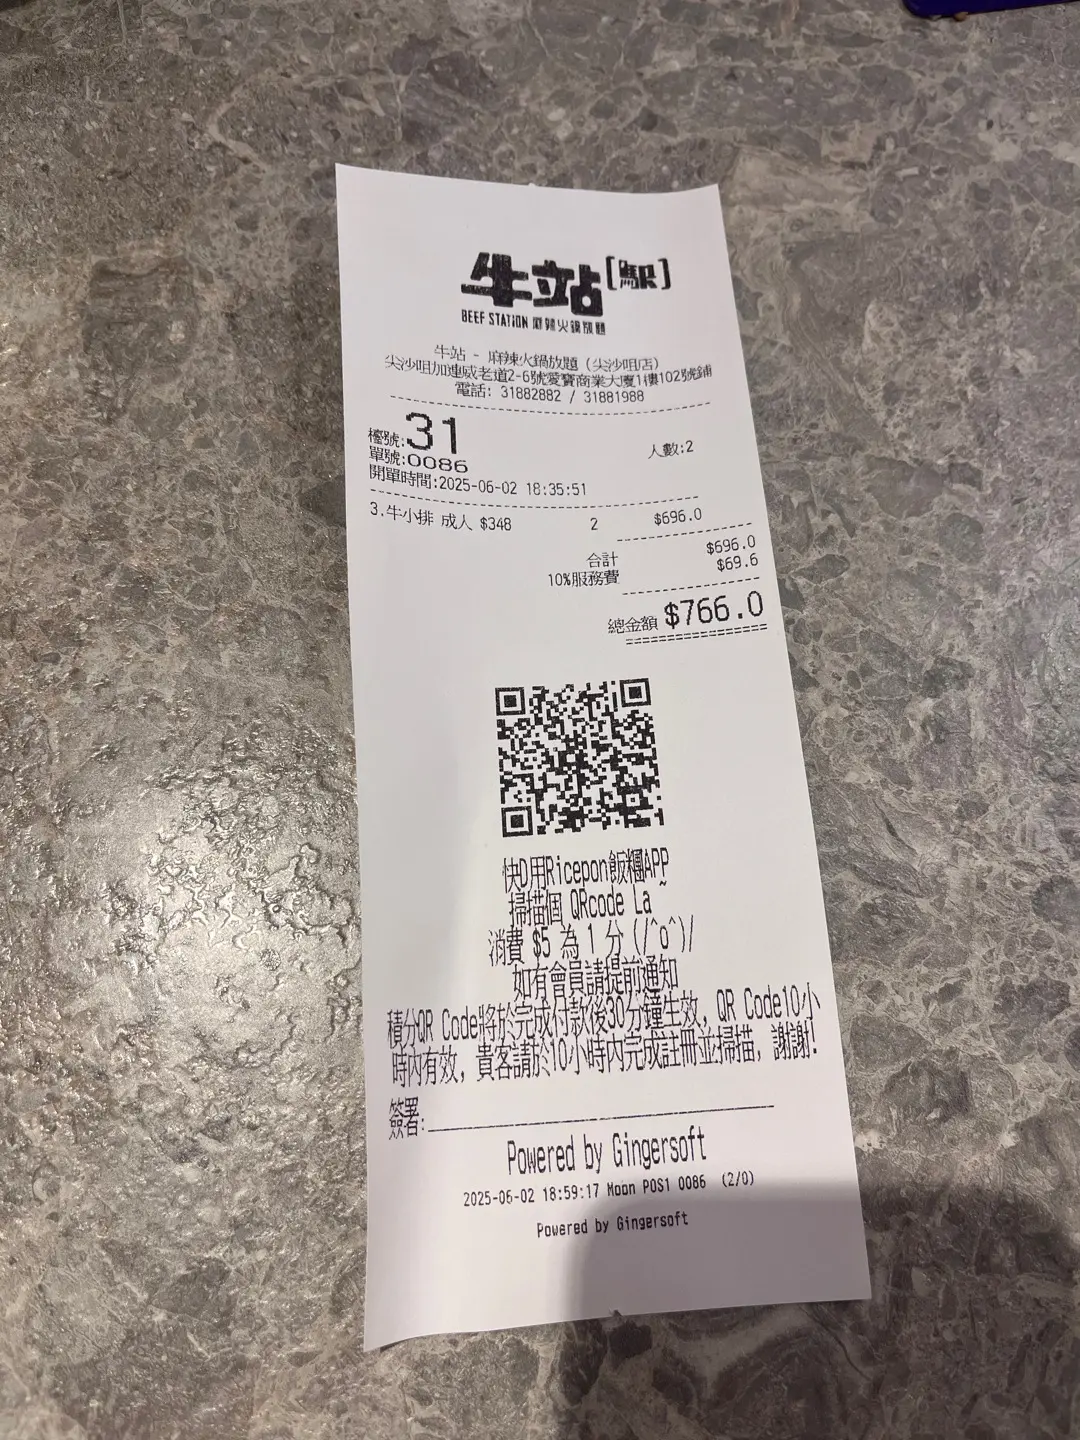 牛站[駅]
BEEF STATION 麻辣火鍋放題
牛站 - 麻辣火鍋放題 (尖沙咀店)
尖沙咀加連威老道2-6號愛賓商業大廈1樓102號鋪
電話: 31882882 / 31881988
檯號:31
人數:2
單號:0086
開單時間:2025-06-02 18:35:51
3.牛小排 成人 $348 2 $696.0
合計 $696.0
10%服務費 $69.6
總金額 $766.0
快D用Ricepon飯糰APP
掃描個 QRcode La ~
消費 $5 為 1 分 (/^o^)/
如有會員請提前通知
積分QR Code將於完成付款後30分鐘生效, QR Code10小
時內有效, 貴客請於10小時內完成註冊並掃描, 謝謝!
簽署:
Powered by Gingersoft
2025-06-02 18:59:17 Moon POS1 0086 (2/0)
Powered by Gingersoft